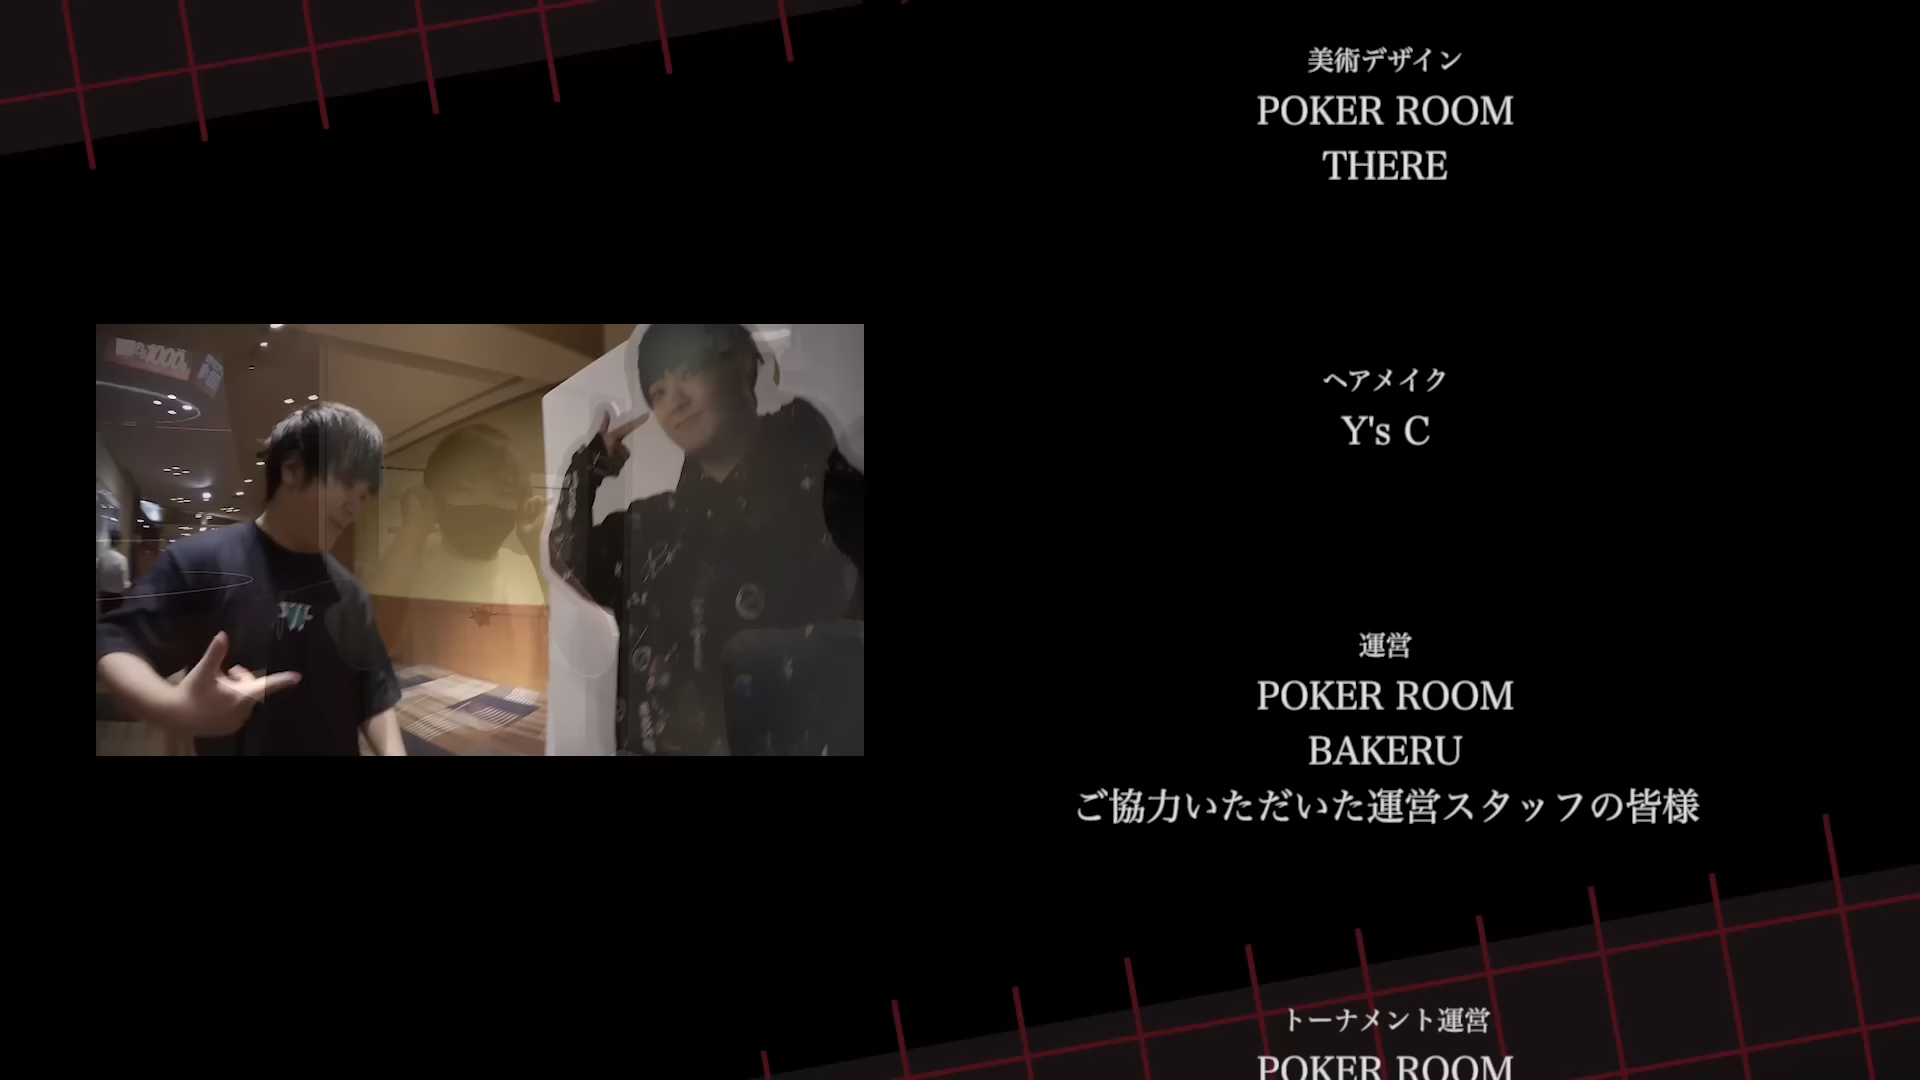 美術デザイン
POKER ROOM
THERE
ヘアメイク
Y's C
運営
POKER ROOM
BAKERU
ご協力いただいた運営スタッフの皆様
トーナメント運営
POKER ROOM
1000